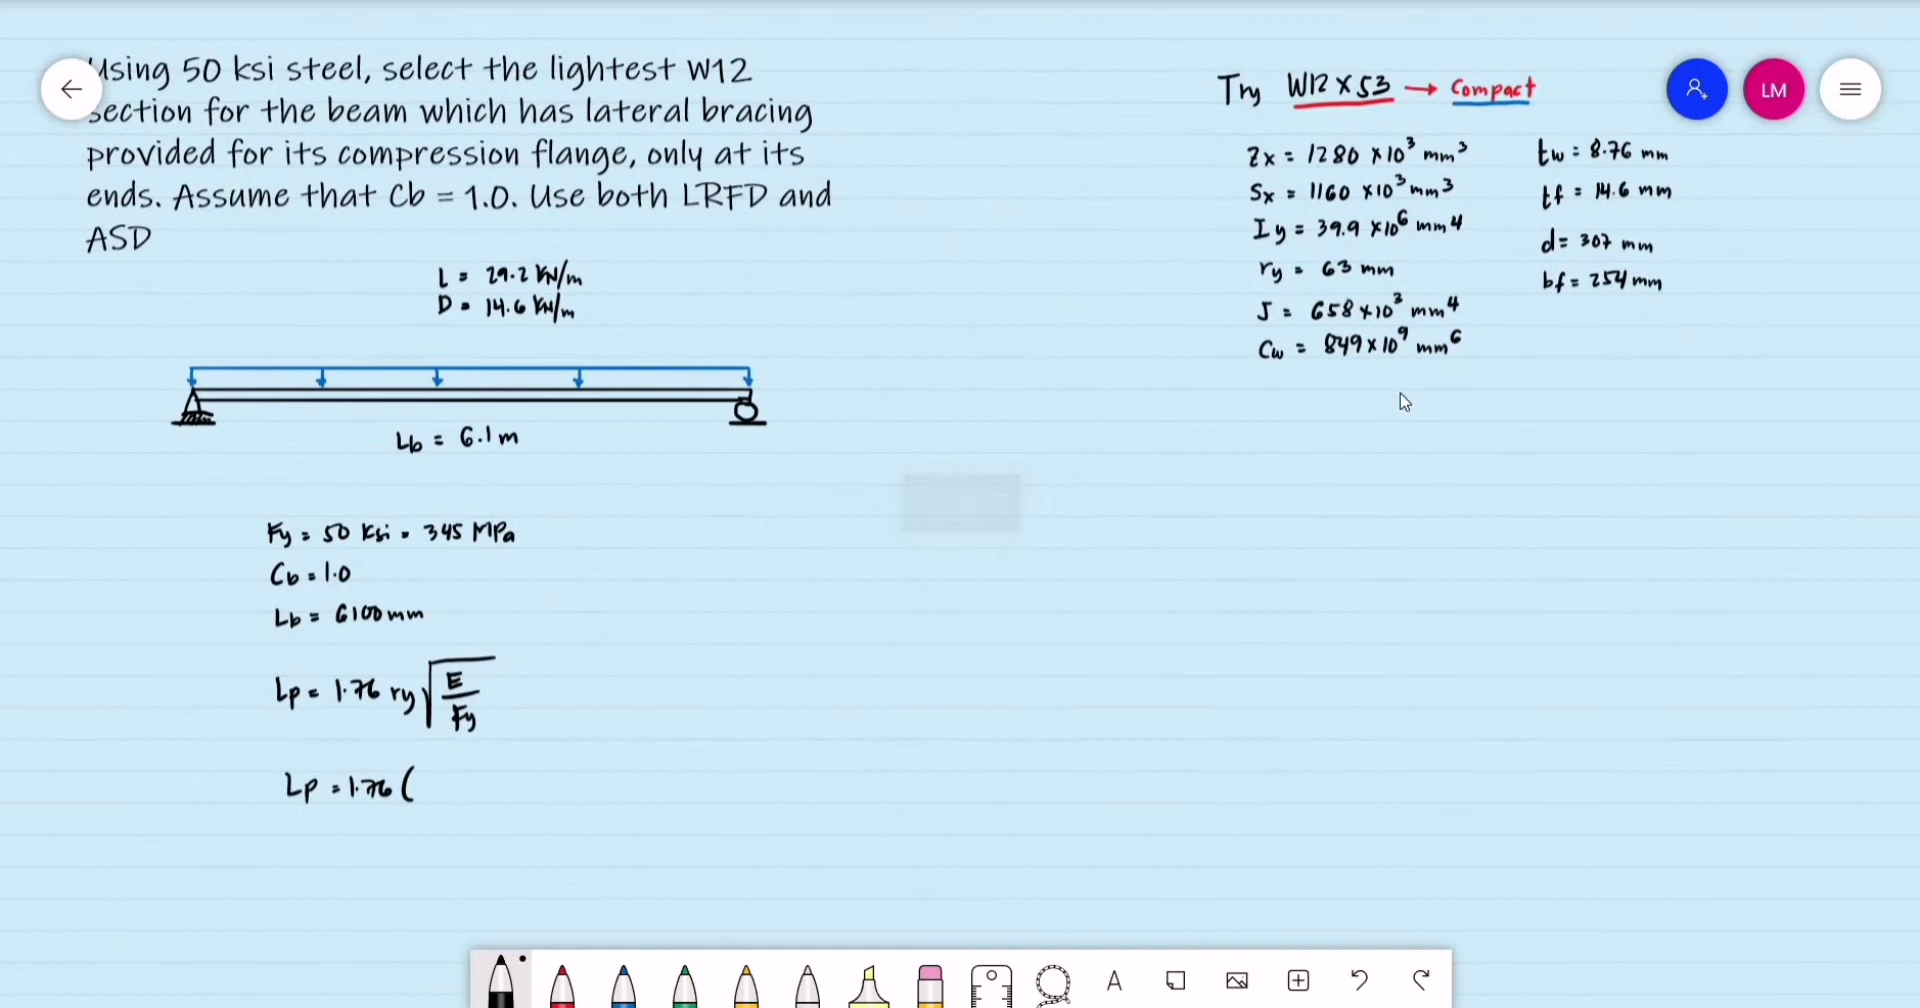 Using 50 ksi steel, select the lightest W12
section for the beam which has lateral bracing
provided for its compression flange, only at its
ends. Assume that Cb = 1.0. Use both LRFD and
ASD
L = 29.2 KN/m
D = 14.6 KN/m
Lb = 6.1 m
Fy = 50 Ksi = 345 MPa
Cb = 1.0
Lb = 6100 mm
Lp = 1.76 ry √(E/Fy)
Lp = 1.76 (
Try W12 x 53 → Compact
Zx = 1280 x10³ mm³
Sx = 1160 x10³ mm³
Iy = 39.9 x10⁶ mm⁴
ry = 63 mm
J = 658 x10³ mm⁴
Cw = 849 x10⁹ mm⁶
tw = 8.76 mm
tf = 14.6 mm
d = 307 mm
bf = 254 mm
LM
A